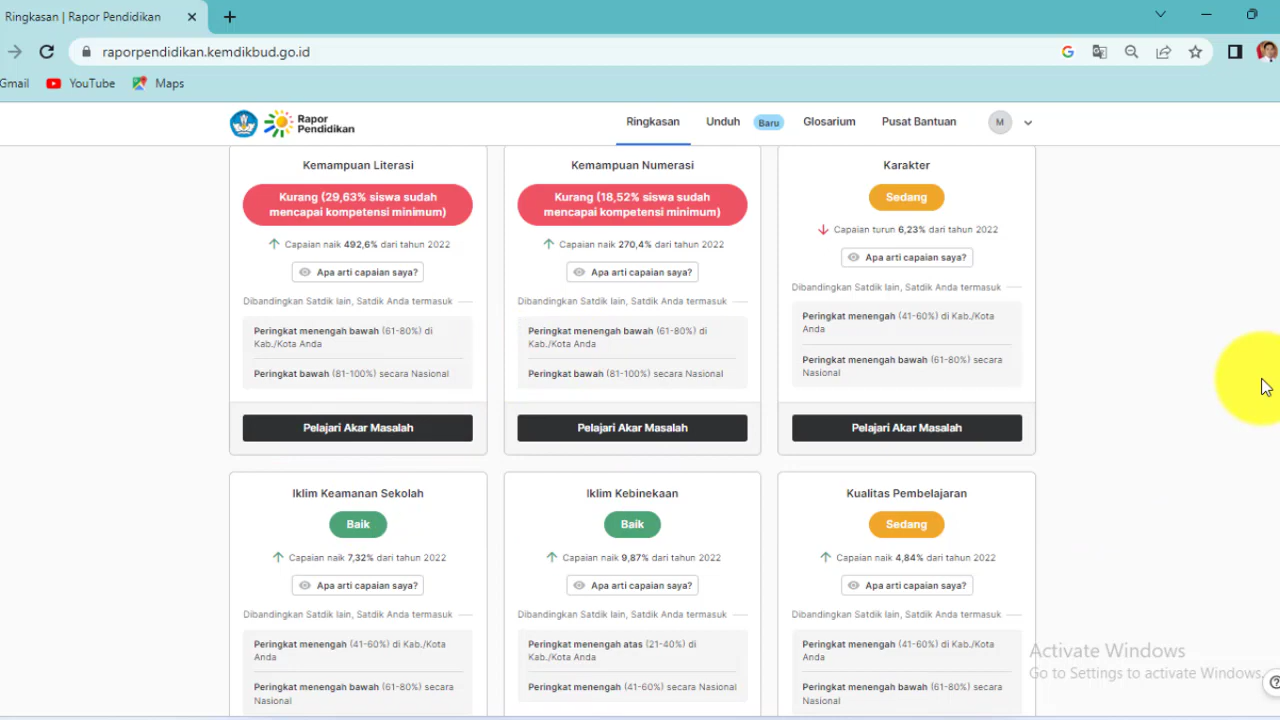 Ringkasan | Rapor Pendidikan
raporpendidikan.kemdikbud.go.id
Gmail
YouTube
Maps
Rapor
Pendidikan
Ringkasan
Unduh
Baru
Glosarium
Pusat Bantuan
M
Kemampuan Literasi
Kurang (29,63% siswa sudah
mencapai kompetensi minimum)
Capaian naik 492,6% dari tahun 2022
Apa arti capaian saya?
Dibandingkan Satdik lain, Satdik Anda termasuk
Peringkat menengah bawah (61-80%) di
Kab./Kota Anda
Peringkat bawah (81-100%) secara Nasional
Pelajari Akar Masalah
Kemampuan Numerasi
Kurang (18,52% siswa sudah
mencapai kompetensi minimum)
Capaian naik 270,4% dari tahun 2022
Apa arti capaian saya?
Dibandingkan Satdik lain, Satdik Anda termasuk
Peringkat menengah bawah (61-80%) di
Kab./Kota Anda
Peringkat bawah (81-100%) secara Nasional
Pelajari Akar Masalah
Karakter
Sedang
Capaian turun 6,23% dari tahun 2022
Apa arti capaian saya?
Dibandingkan Satdik lain, Satdik Anda termasuk
Peringkat menengah (41-60%) di Kab./Kota
Anda
Peringkat menengah bawah (61-80%) secara
Nasional
Pelajari Akar Masalah
Iklim Keamanan Sekolah
Baik
Capaian naik 7,32% dari tahun 2022
Apa arti capaian saya?
Dibandingkan Satdik lain, Satdik Anda termasuk
Peringkat menengah (41-60%) di Kab./Kota
Anda
Peringkat menengah bawah (61-80%) secara
Nasional
Iklim Kebinekaan
Baik
Capaian naik 9,87% dari tahun 2022
Apa arti capaian saya?
Dibandingkan Satdik lain, Satdik Anda termasuk
Peringkat menengah atas (21-40%) di
Kab./Kota Anda
Peringkat menengah (41-60%) secara Nasional
Kualitas Pembelajaran
Sedang
Capaian naik 4,84% dari tahun 2022
Apa arti capaian saya?
Dibandingkan Satdik lain, Satdik Anda termasuk
Peringkat menengah (41-60%) di Kab./Kota
Anda
Peringkat menengah bawah (61-80%) secara
Nasional
Activate Windows
Go to Settings to activate Windows.